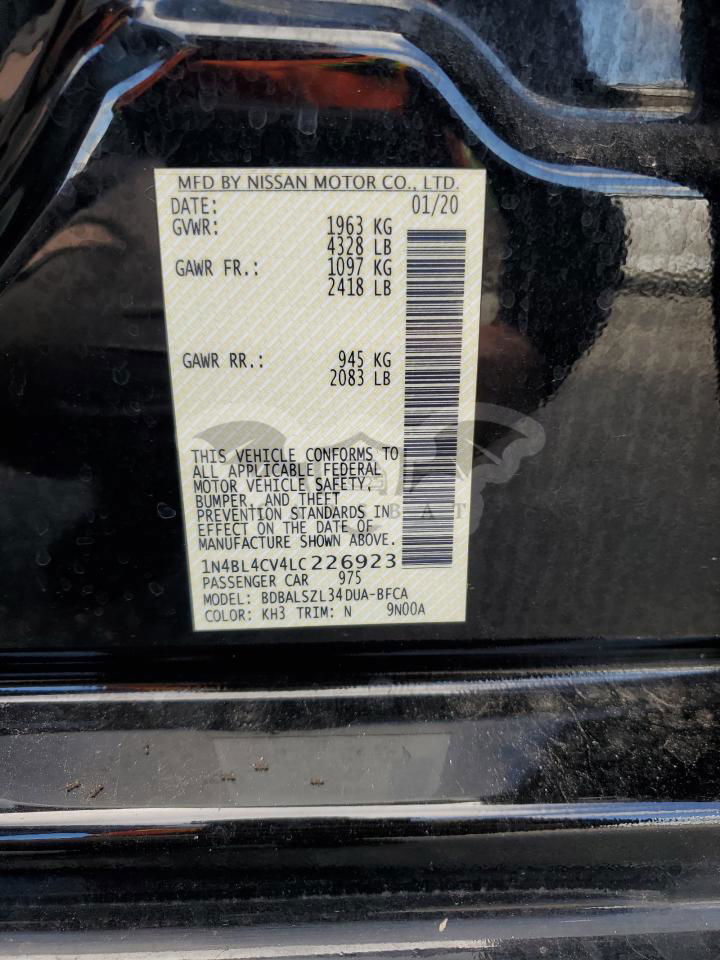 MFD BY NISSAN MOTOR CO., LTD.
DATE: 01/20
GVWR: 1963 KG
4328 LB
GAWR FR.: 1097 KG
2418 LB
GAWR RR.: 945 KG
2083 LB
THIS VEHICLE CONFORMS TO
ALL APPLICABLE FEDERAL
MOTOR VEHICLE SAFETY,
BUMPER, AND THEFT
PREVENTION STANDARDS IN
EFFECT ON THE DATE OF
MANUFACTURE SHOWN ABOVE.
1N4BL4CV4LC226923
PASSENGER CAR 975
MODEL: BDBALSZL34DUA-BFCA
COLOR: KH3 TRIM: N 9N00A